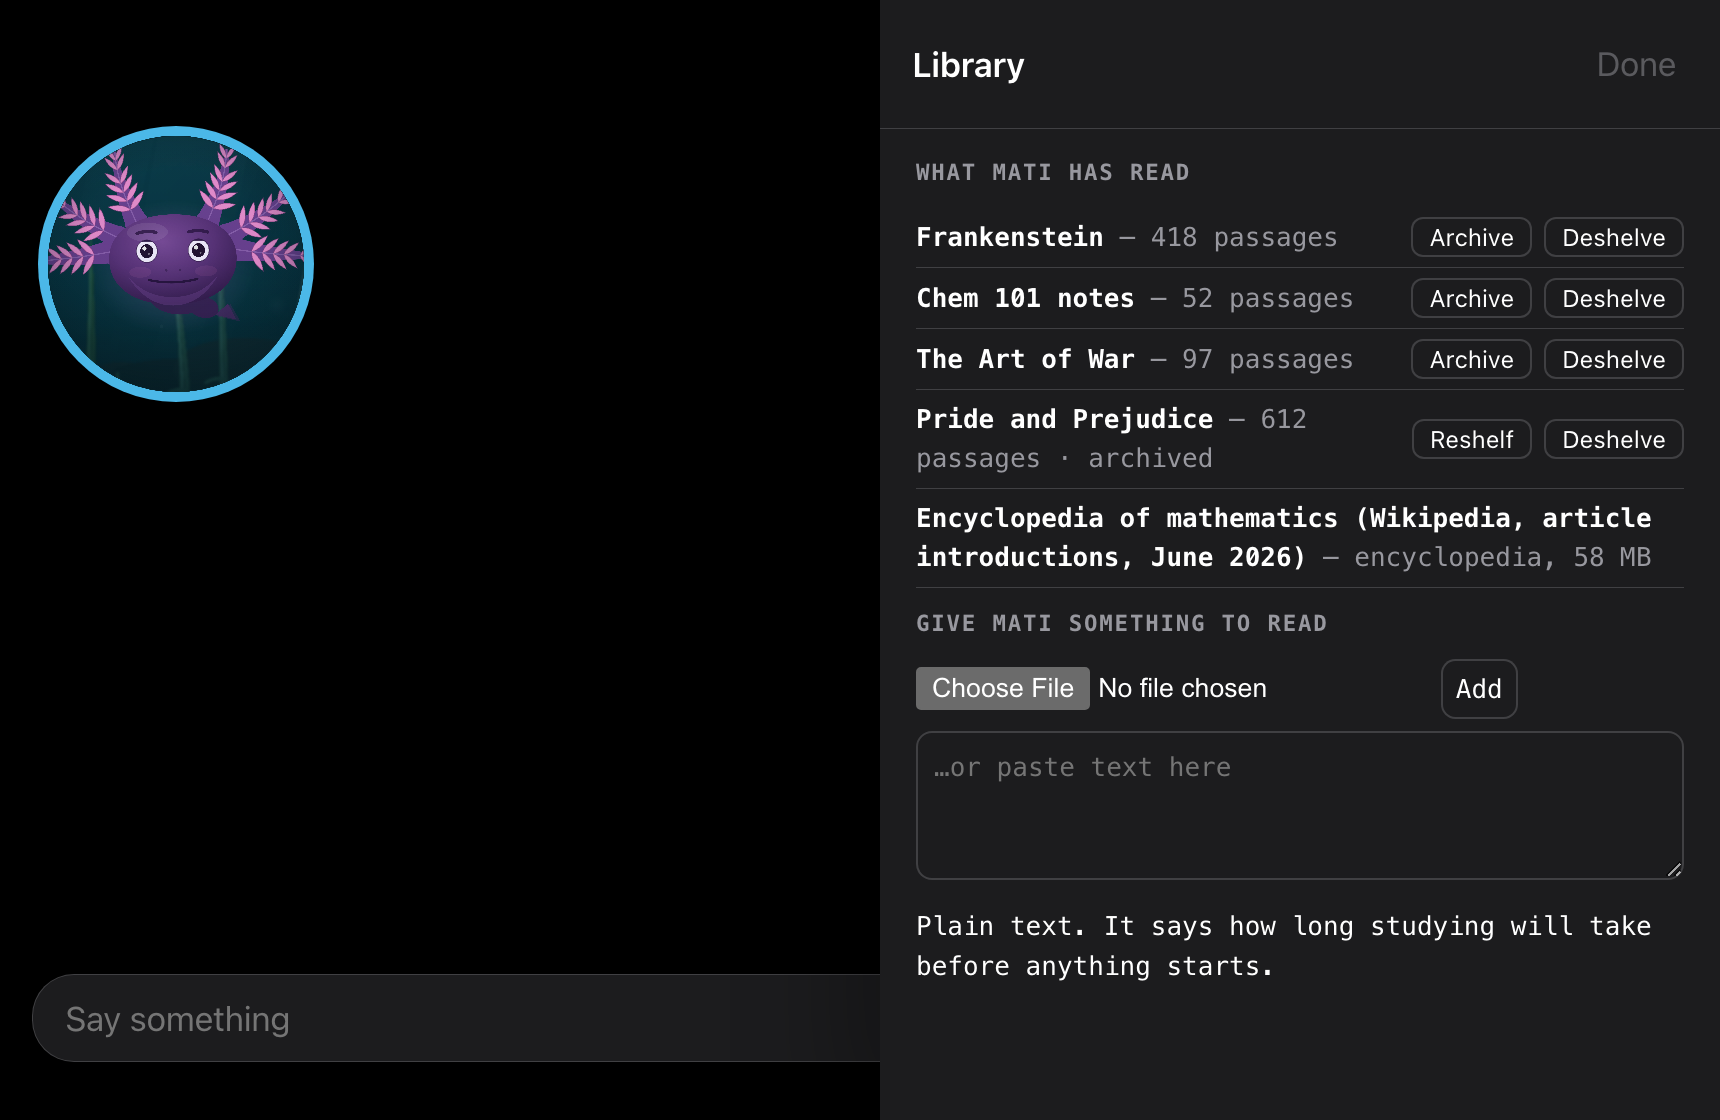 Library
Done
WHAT MATI HAS READ
Frankenstein — 418 passages
Archive
Deshelve
Chem 101 notes — 52 passages
Archive
Deshelve
The Art of War — 97 passages
Archive
Deshelve
Pride and Prejudice — 612
passages · archived
Reshelf
Deshelve
Encyclopedia of mathematics (Wikipedia, article
introductions, June 2026) — encyclopedia, 58 MB
GIVE MATI SOMETHING TO READ
Choose File No file chosen
Add
…or paste text here
Plain text. It says how long studying will take
before anything starts.
Say something